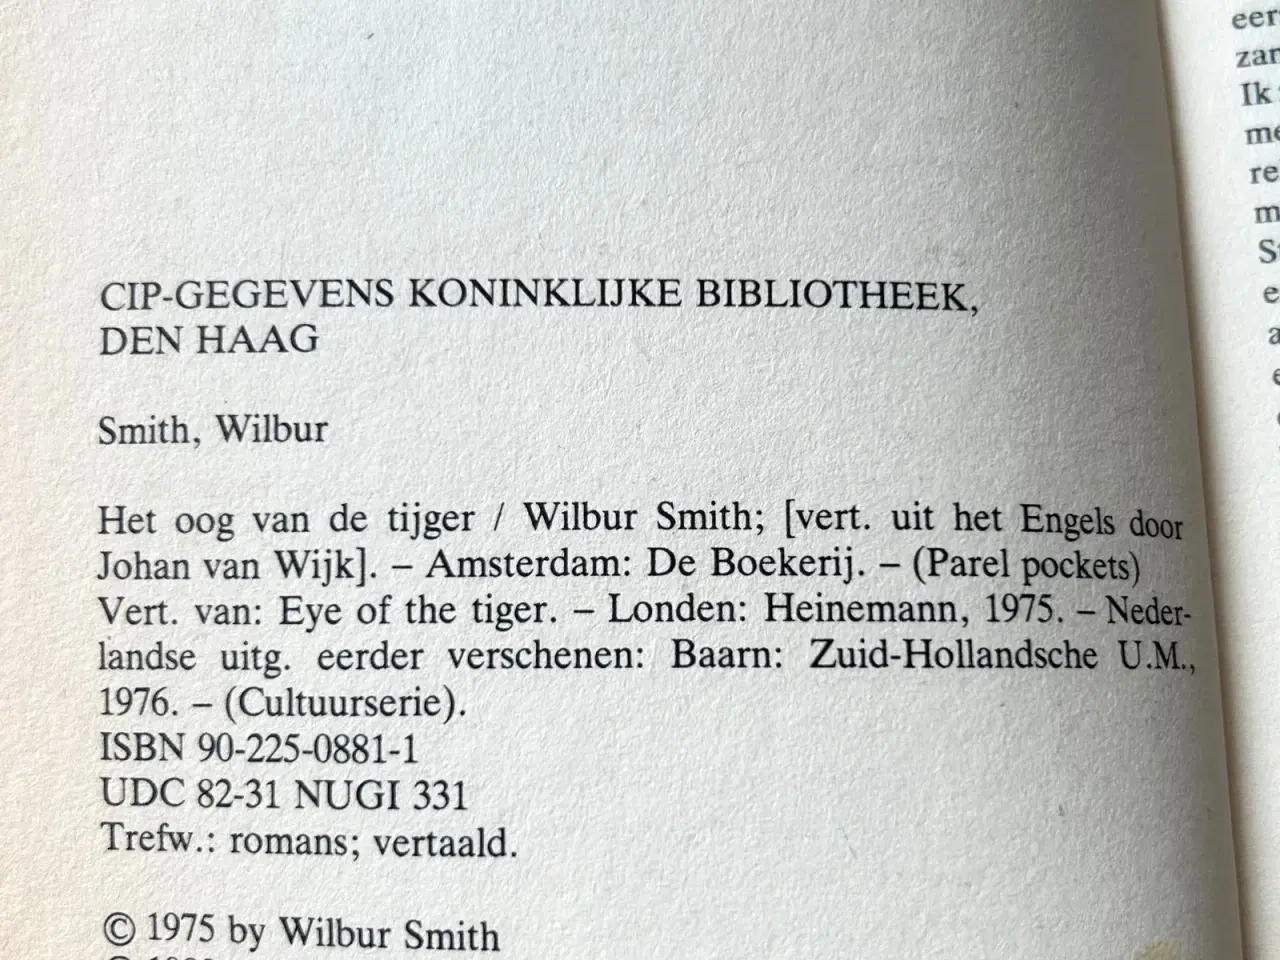 CIP-GEGEVENS KONINKLIJKE BIBLIOTHEEK,
DEN HAAG
Smith, Wilbur
Het oog van de tijger / Wilbur Smith; [vert. uit het Engels door
Johan van Wijk]. – Amsterdam: De Boekerij. – (Parel pockets)
Vert. van: Eye of the tiger. – Londen: Heinemann, 1975. – Neder-
landse uitg. eerder verschenen: Baarn: Zuid-Hollandsche U.M.,
1976. – (Cultuurserie).
ISBN 90-225-0881-1
UDC 82-31 NUGI 331
Trefw.: romans; vertaald.
© 1975 by Wilbur Smith
Ik